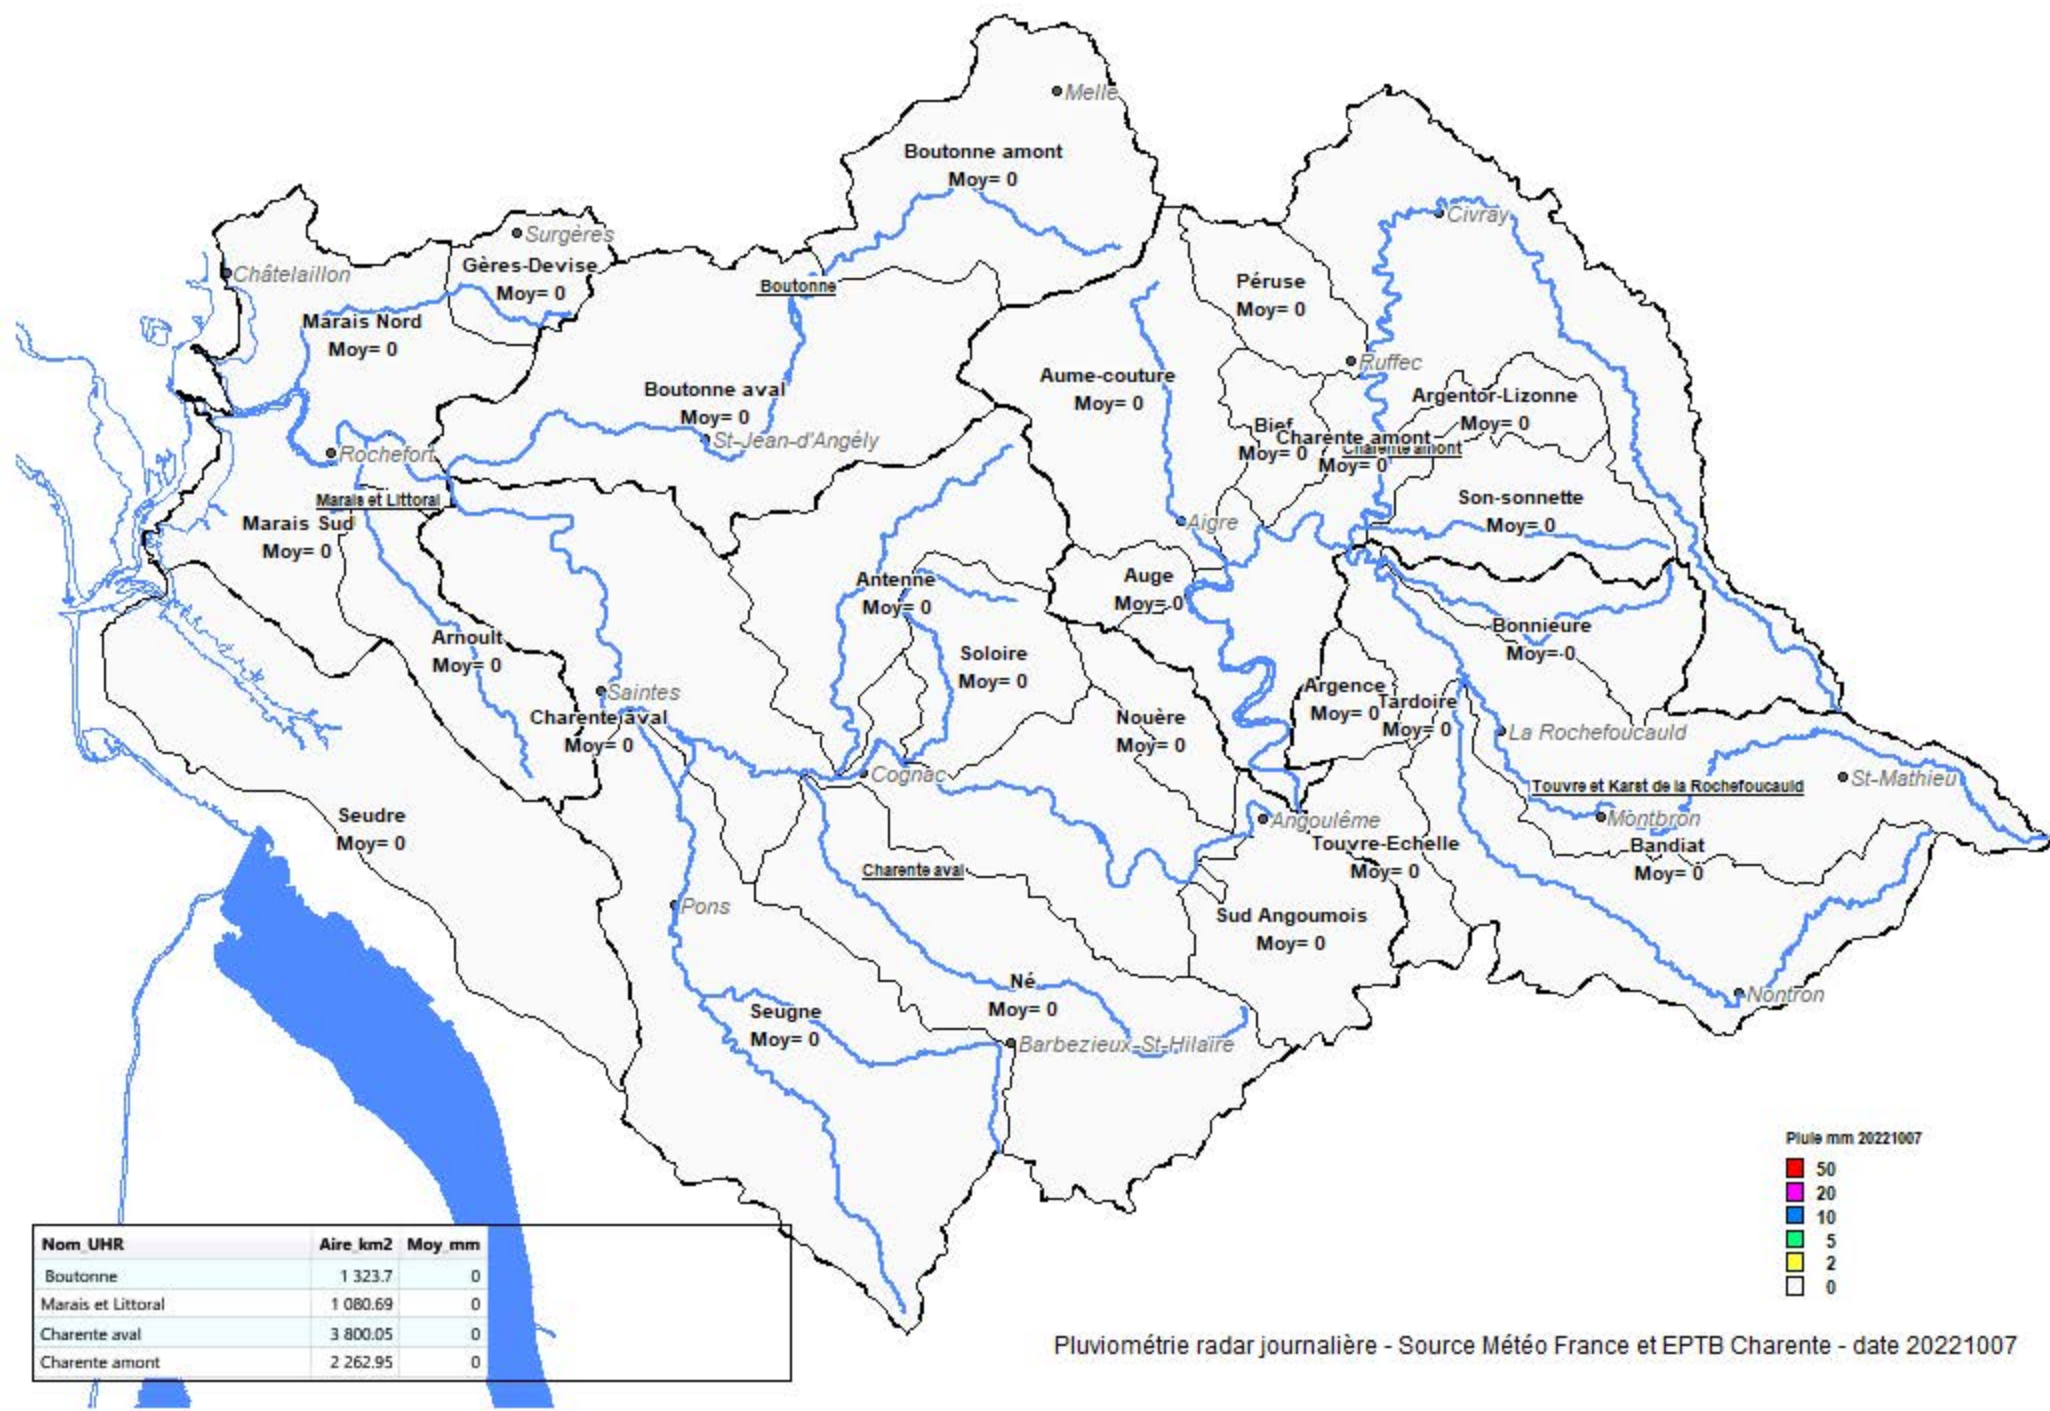 Melle
Boutonne amont
Moy= 0
Civray
Surgères
Châtelaillon
Gères-Devise
Moy= 0
Boutonne
Péruse
Moy= 0
Marais Nord
Moy= 0
Ruffec
Aume-couture
Moy= 0
Boutonne aval
Moy= 0
Argentor-Lizonne
Moy= 0
St-Jean-d'Angély
Bief
Moy= 0
Charente amont
Moy= 0
Charente amont
Rochefort
Marais et Littoral
Son-sonnette
Moy= 0
Marais Sud
Moy= 0
Aigre
Antenne
Moy= 0
Auge
Moy= 0
Bonnieure
Moy= 0
Arnoult
Moy= 0
Soloire
Moy= 0
Saintes
Argence
Moy= 0
Tardoire
Moy= 0
Charente aval
Moy= 0
Nouère
Moy= 0
La Rochefoucauld
Cognac
Touvre et Karst de la Rochefoucauld
St-Mathieu
Seudre
Moy= 0
Angoulême
Montbron
Touvre-Echelle
Moy= 0
Bandiat
Moy= 0
Charente aval
Pons
Sud Angoumois
Moy= 0
Né
Moy= 0
Nontron
Seugne
Moy= 0
Barbezieux-St-Hilaire
Pluie mm 20221007
50
20
10
5
2
0
Nom_UHR Aire_km2 Moy_mm
Boutonne 1 323.7 0
Marais et Littoral 1 080.69 0
Charente aval 3 800.05 0
Charente amont 2 262.95 0
Pluviométrie radar journalière - Source Météo France et EPTB Charente - date 20221007